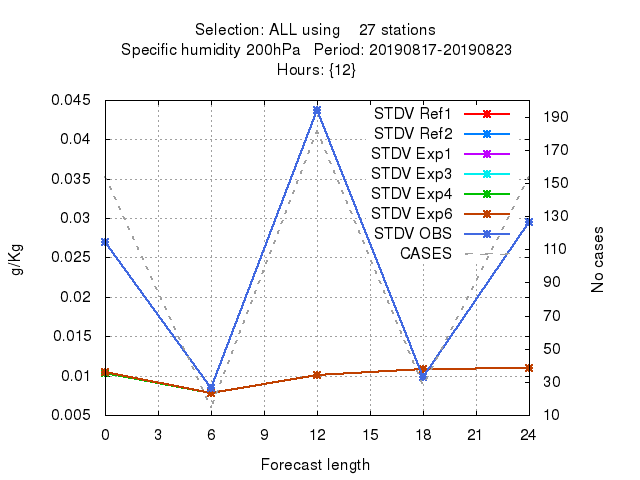 Selection: ALL using    27 stations
Specific humidity 200hPa   Period: 20190817-20190823
Hours: {12}
0.045
0.04
0.035
0.03
0.025
0.02
0.015
0.01
0.005
g/Kg
STDV Ref1
STDV Ref2
STDV Exp1
STDV Exp3
STDV Exp4
STDV Exp6
STDV OBS
CASES
190
170
150
130
110
90
70
50
30
10
No cases
0 3 6 9 12 15 18 21 24
Forecast length